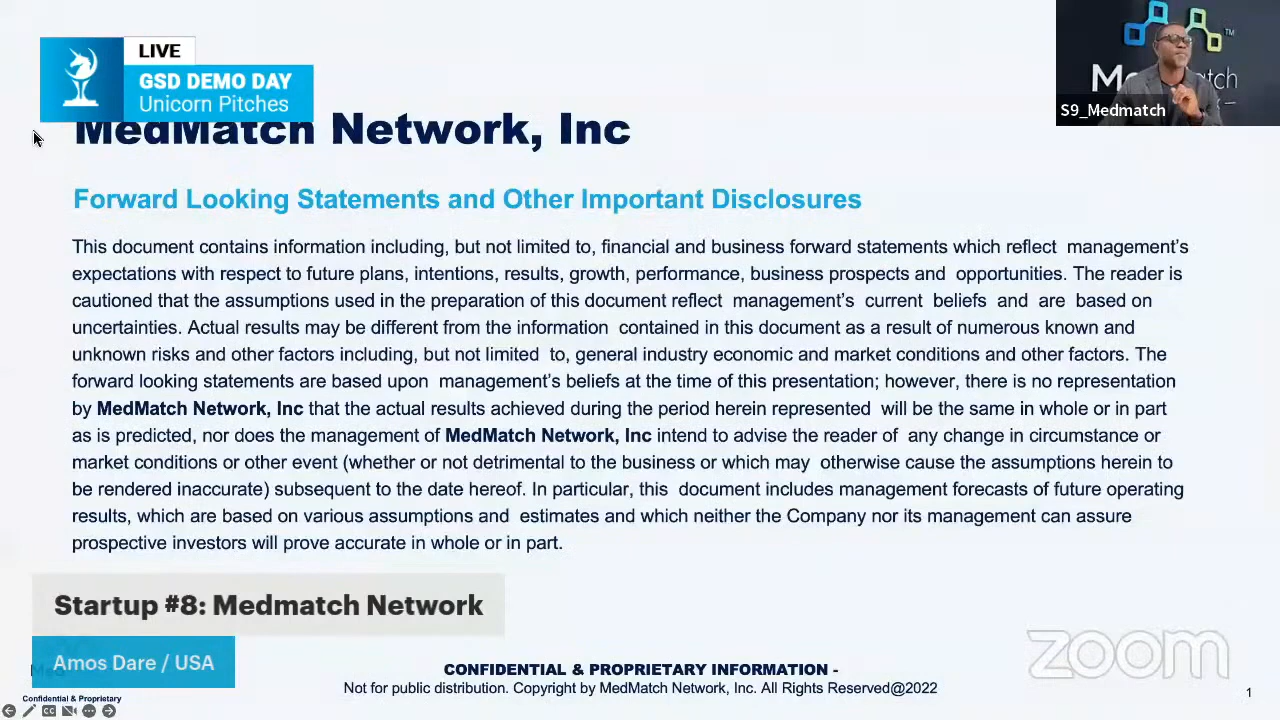 LIVE
GSD DEMO DAY
Unicorn Pitches
S9_Medmatch
MedMatch Network, Inc
Forward Looking Statements and Other Important Disclosures
This document contains information including, but not limited to, financial and business forward statements which reflect management's
expectations with respect to future plans, intentions, results, growth, performance, business prospects and opportunities. The reader is
cautioned that the assumptions used in the preparation of this document reflect management's current beliefs and are based on
uncertainties. Actual results may be different from the information contained in this document as a result of numerous known and
unknown risks and other factors including, but not limited to, general industry economic and market conditions and other factors. The
forward looking statements are based upon management's beliefs at the time of this presentation; however, there is no representation
by MedMatch Network, Inc that the actual results achieved during the period herein represented will be the same in whole or in part
as is predicted, nor does the management of MedMatch Network, Inc intend to advise the reader of any change in circumstance or
market conditions or other event (whether or not detrimental to the business or which may otherwise cause the assumptions herein to
be rendered inaccurate) subsequent to the date hereof. In particular, this document includes management forecasts of future operating
results, which are based on various assumptions and estimates and which neither the Company nor its management can assure
prospective investors will prove accurate in whole or in part.
Startup #8: Medmatch Network
Amos Dare / USA
CONFIDENTIAL & PROPRIETARY INFORMATION -
Not for public distribution. Copyright by MedMatch Network, Inc. All Rights Reserved@2022
Confidential & Proprietary
zoom
1